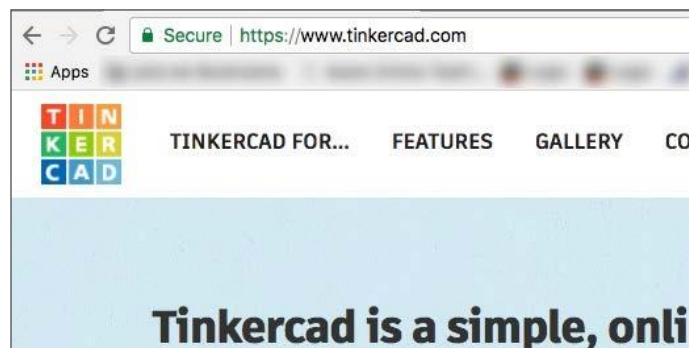 Secure | https://www.tinkercad.com
Apps
TIN
KER
CAD
TINKERCAD FOR... FEATURES GALLERY CO
Tinkercad is a simple, onli